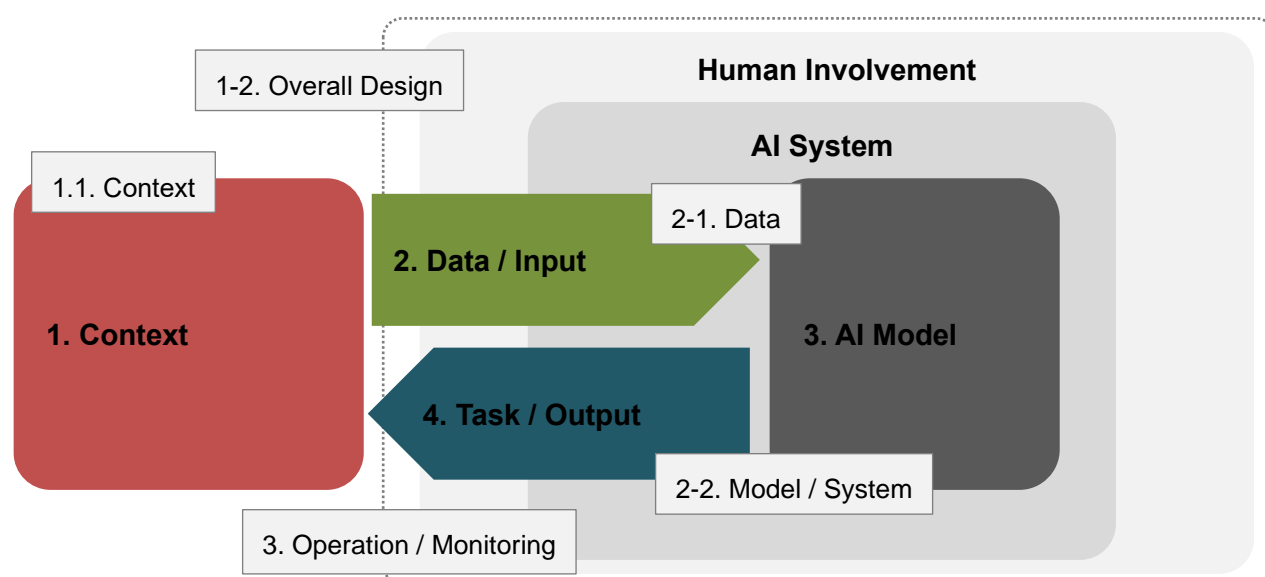 Human Involvement
1-2. Overall Design
AI System
1.1. Context
2-1. Data
2. Data / Input
1. Context
3. AI Model
4. Task / Output
2-2. Model / System
3. Operation / Monitoring